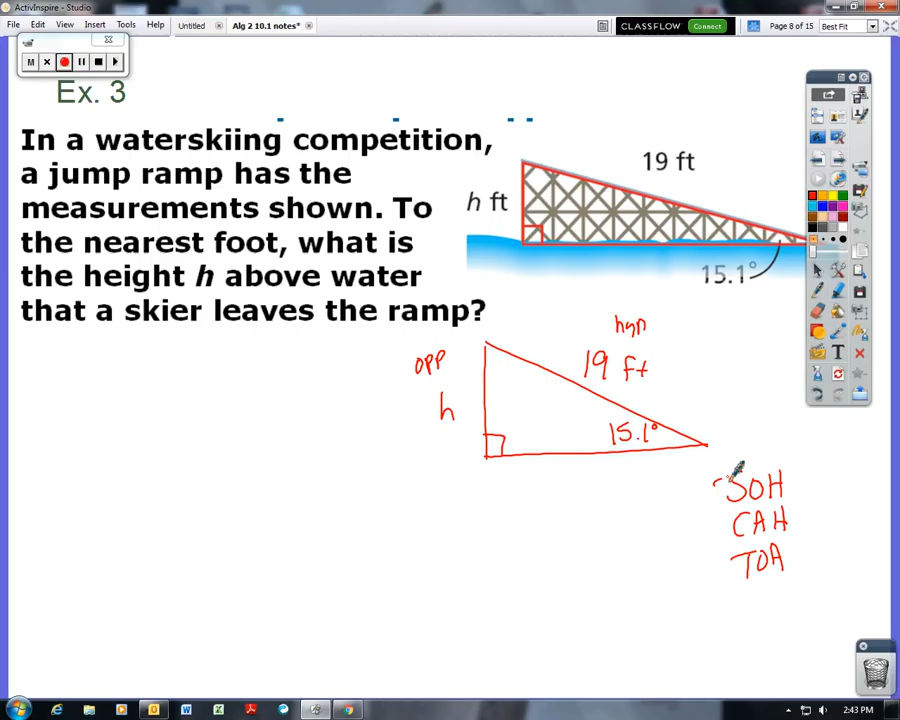 ActivInspire - Studio
File Edit View Insert Tools Help
Untitled
Alg 2 10.1 notes*
CLASSFLOW
Connect
Page 8 of 15
Best Fit
M
Ex. 3
In a waterskiing competition,
a jump ramp has the
measurements shown. To
the nearest foot, what is
the height h above water
that a skier leaves the ramp?
19 ft
h ft
15.1°
hyp
opp
19 ft
h
15.1°
SOH
CAH
TOA
2:43 PM